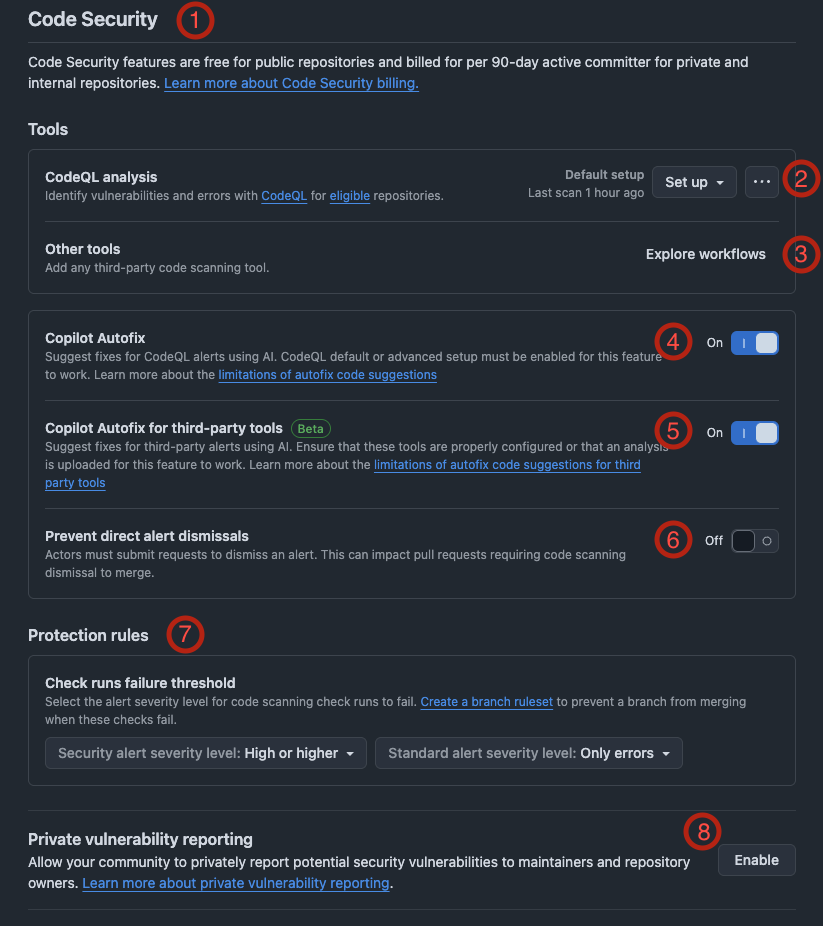 Code Security 1
Code Security features are free for public repositories and billed for per 90-day active committer for private and
internal repositories. Learn more about Code Security billing.
Tools
CodeQL analysis
Identify vulnerabilities and errors with CodeQL for eligible repositories.
Default setup
Last scan 1 hour ago
Set up
...
2
Other tools
Add any third-party code scanning tool.
Explore workflows
3
Copilot Autofix
Suggest fixes for CodeQL alerts using AI. CodeQL default or advanced setup must be enabled for this feature
to work. Learn more about the limitations of autofix code suggestions
4
On
Copilot Autofix for third-party tools Beta
Suggest fixes for third-party alerts using AI. Ensure that these tools are properly configured or that an analysis
is uploaded for this feature to work. Learn more about the limitations of autofix code suggestions for third
party tools
5
On
Prevent direct alert dismissals
Actors must submit requests to dismiss an alert. This can impact pull requests requiring code scanning
dismissal to merge.
6
Off
Protection rules 7
Check runs failure threshold
Select the alert severity level for code scanning check runs to fail. Create a branch ruleset to prevent a branch from merging
when these checks fail.
Security alert severity level: High or higher
Standard alert severity level: Only errors
Private vulnerability reporting
Allow your community to privately report potential security vulnerabilities to maintainers and repository
owners. Learn more about private vulnerability reporting.
8
Enable